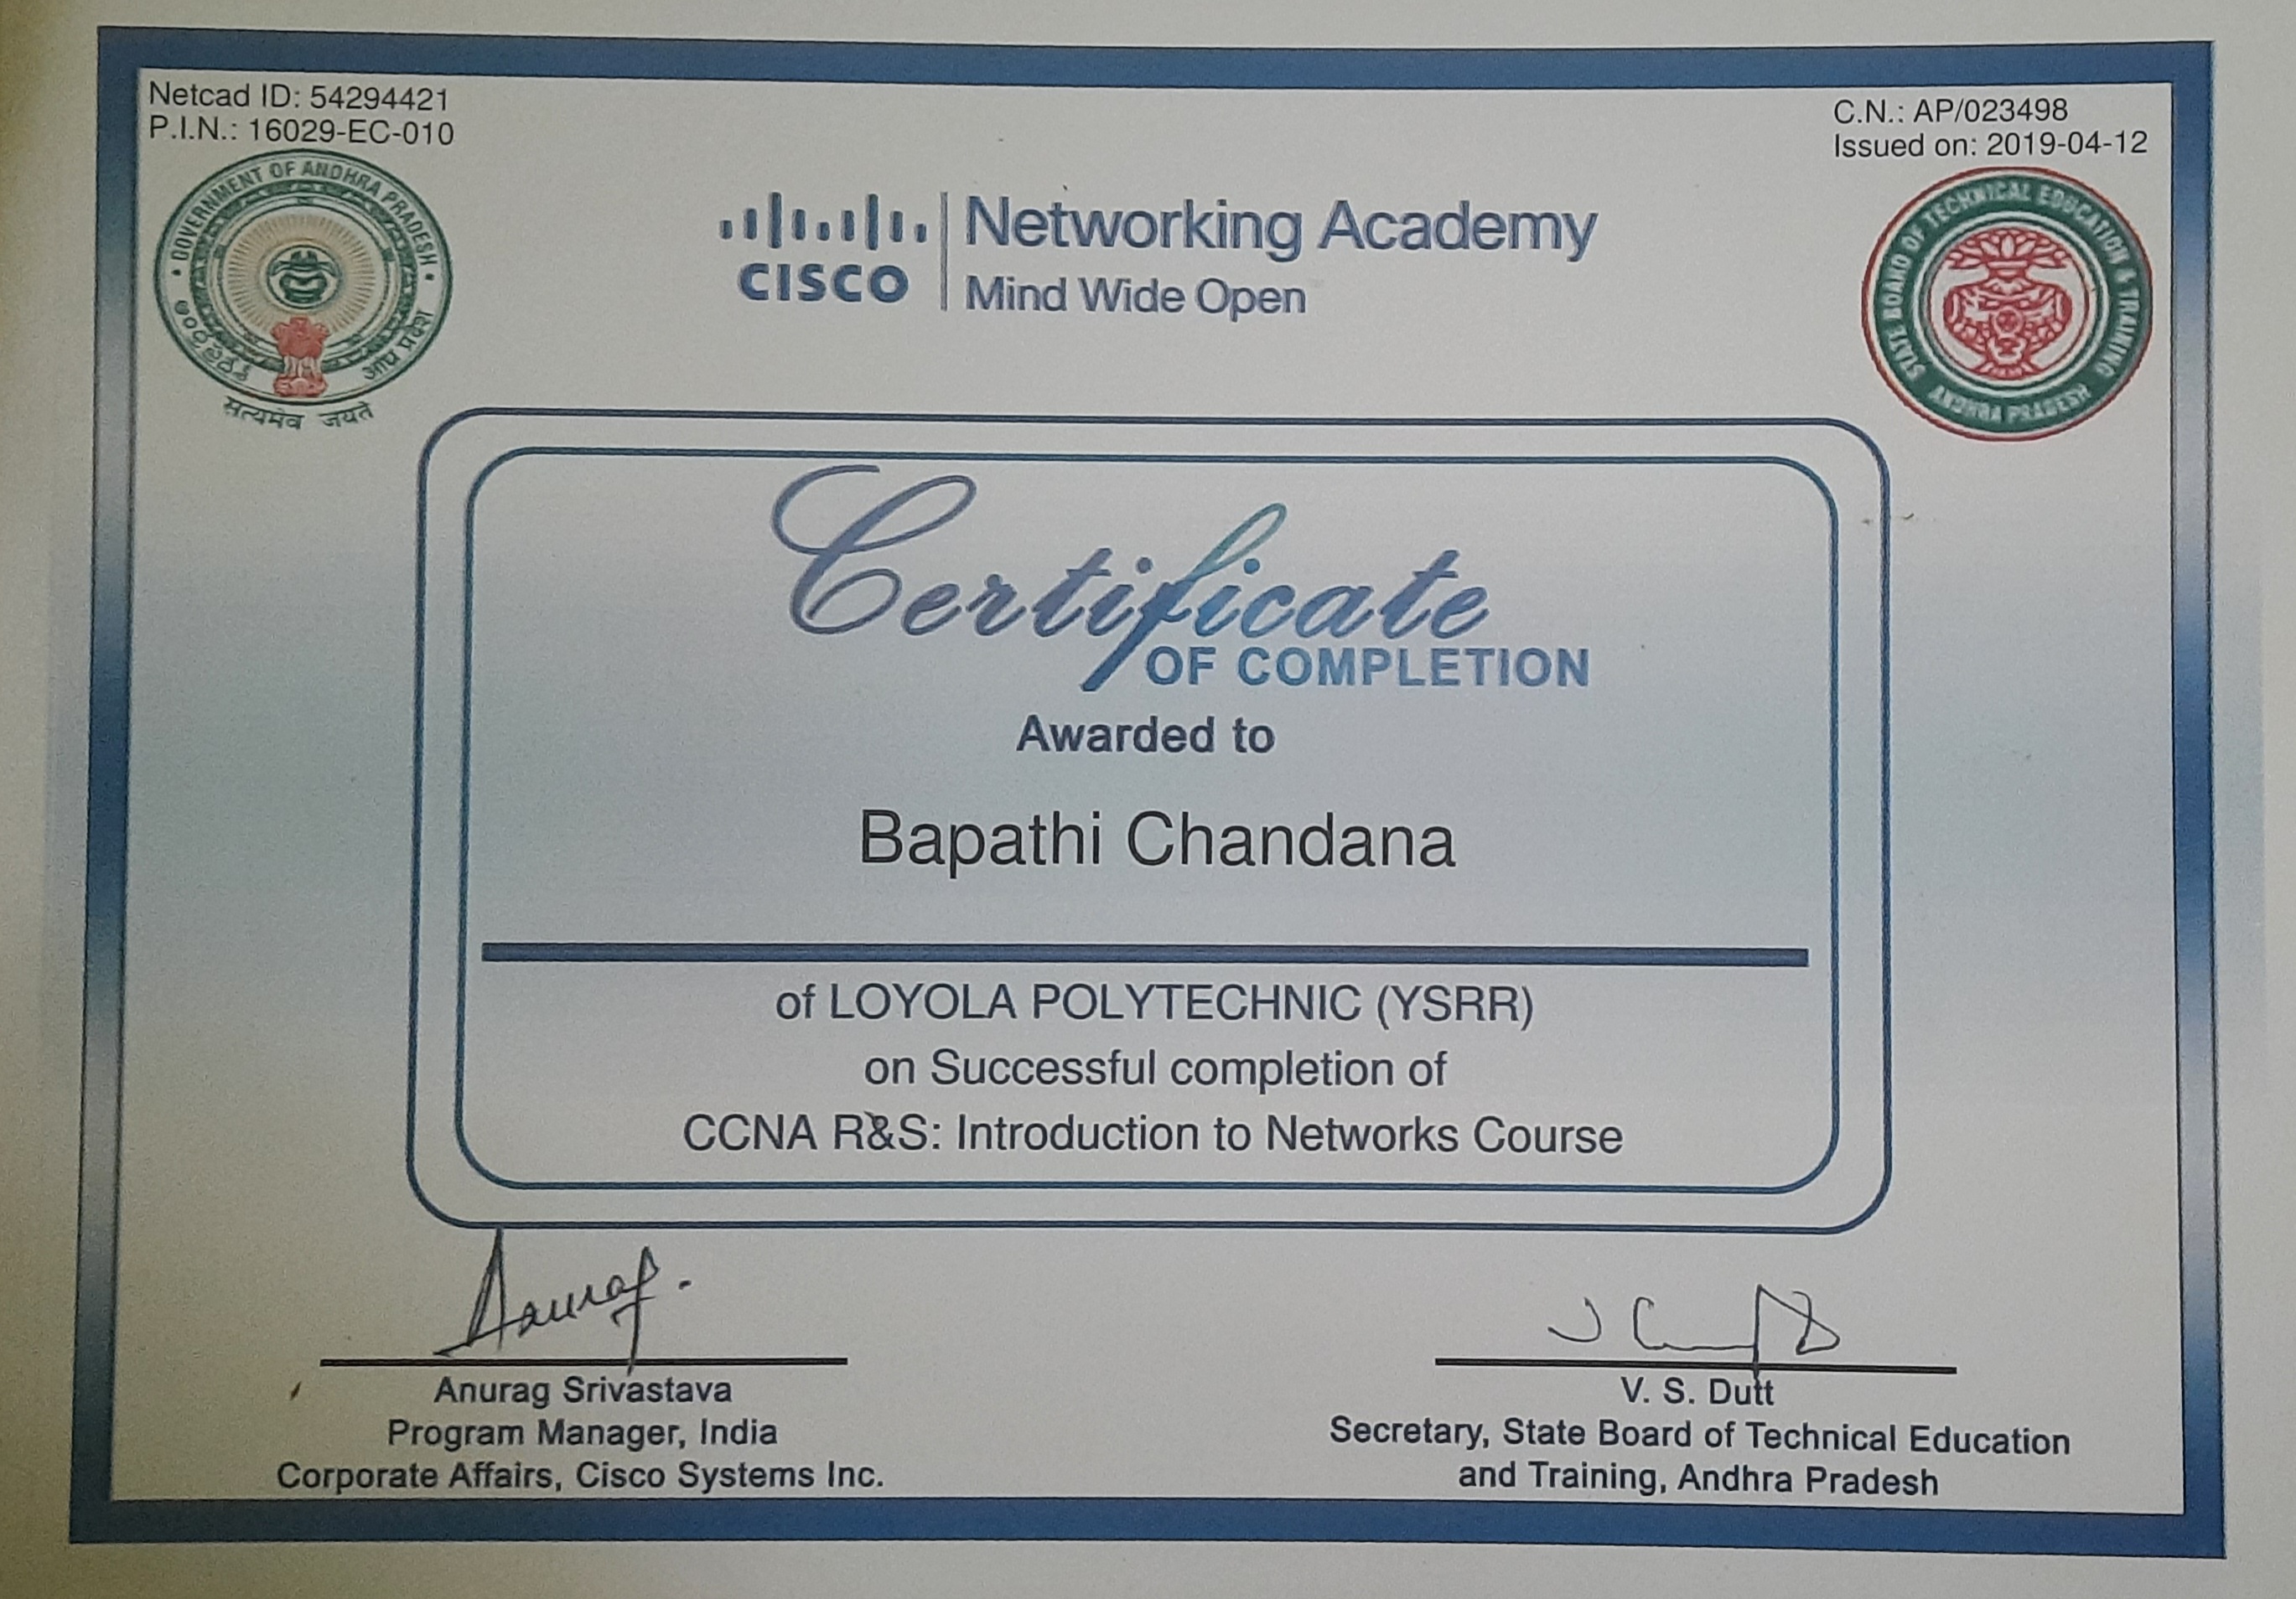 Netcad ID: 54294421
P.I.N.: 16029-EC-010
C.N.: AP/023498
Issued on: 2019-04-12
• GOVERNMENT OF ANDHRA PRADESH •
सत्यमेव जयते
CISCO
Networking Academy
Mind Wide Open
STATE BOARD OF TECHNICAL EDUCATION & TRAINING
ANDHRA PRADESH
Certificate
OF COMPLETION
Awarded to
Bapathi Chandana
of LOYOLA POLYTECHNIC (YSRR)
on Successful completion of
CCNA R&S: Introduction to Networks Course
Anurag.
Anurag Srivastava
Program Manager, India
Corporate Affairs, Cisco Systems Inc.
V. S. Dutt
Secretary, State Board of Technical Education
and Training, Andhra Pradesh